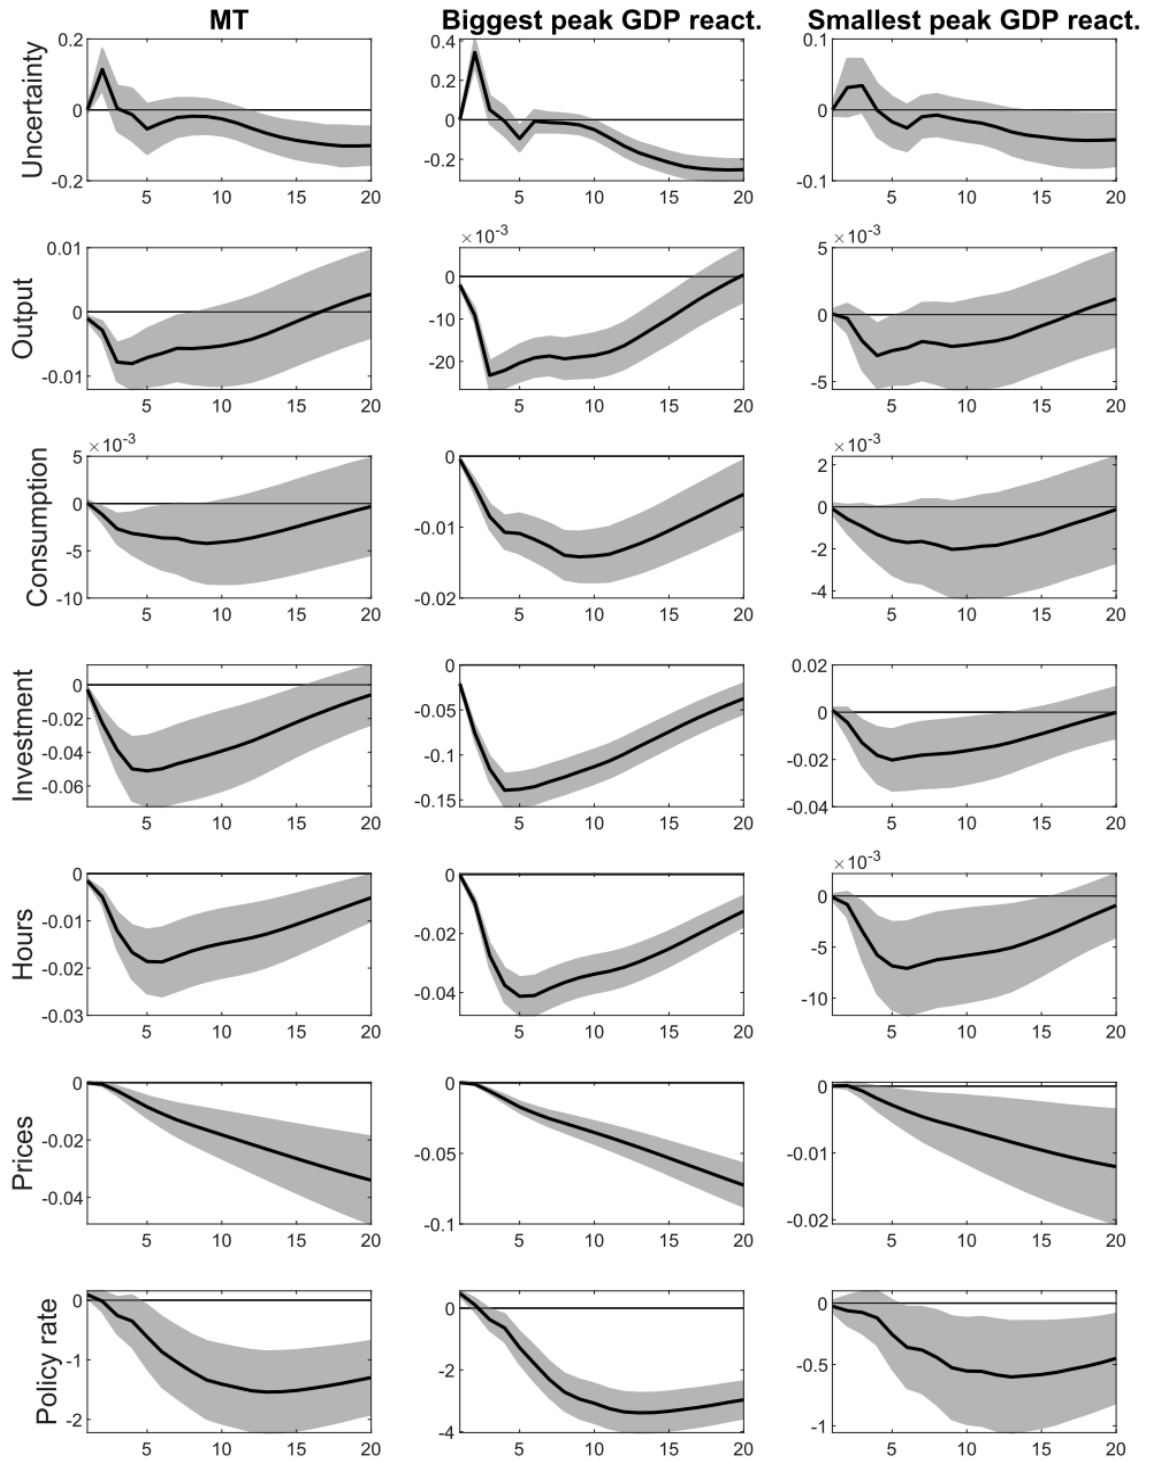 MT Biggest peak GDP react. Smallest peak GDP react.
Uncertainty
0.2 0 -0.2
5 10 15 20
0.4 0.2 0 -0.2
5 10 15 20
0.1 0 -0.1
5 10 15 20
Output
0.01 0 -0.01
5 10 15 20
×10⁻³
0 -10 -20
5 10 15 20
×10⁻³
5 0 -5
5 10 15 20
Consumption
×10⁻³
5 0 -5 -10
5 10 15 20
0 -0.01 -0.02
5 10 15 20
×10⁻³
2 0 -2 -4
5 10 15 20
Investment
0 -0.02 -0.04 -0.06
5 10 15 20
0 -0.05 -0.1 -0.15
5 10 15 20
0.02 0 -0.02 -0.04
5 10 15 20
Hours
0 -0.01 -0.02 -0.03
5 10 15 20
0 -0.02 -0.04
5 10 15 20
×10⁻³
0 -5 -10
5 10 15 20
Prices
0 -0.02 -0.04
5 10 15 20
0 -0.05 -0.1
5 10 15 20
0 -0.01 -0.02
5 10 15 20
Policy rate
0 -1 -2
5 10 15 20
0 -2 -4
5 10 15 20
0 -0.5 -1
5 10 15 20